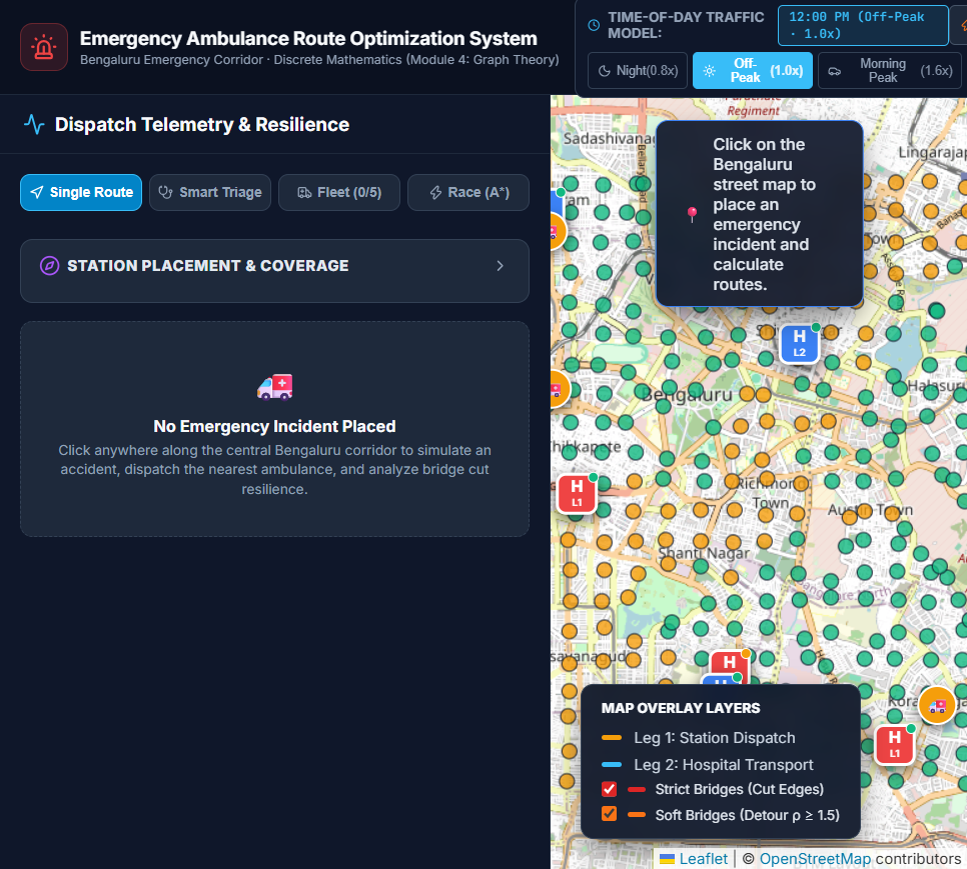 Emergency Ambulance Route Optimization System
Bengaluru Emergency Corridor · Discrete Mathematics (Module 4: Graph Theory)
TIME-OF-DAY TRAFFIC
MODEL:
12:00 PM (Off-Peak
· 1.0x)
Night(0.8x)
Off-
Peak
(1.0x)
Morning
Peak
(1.6x)
Dispatch Telemetry & Resilience
Single Route
Smart Triage
Fleet (0/5)
Race (A*)
STATION PLACEMENT & COVERAGE
No Emergency Incident Placed
Click anywhere along the central Bengaluru corridor to simulate an
accident, dispatch the nearest ambulance, and analyze bridge cut
resilience.
Regiment
Sadashivana
Lingarajap
Click on the
Bengaluru
street map to
place an
emergency
incident and
calculate
routes.
Town
H
L2
Bengaluru
Halasuru
H
L1
Richmond
Town
Austin Town
Shanti Nagar
H
H
L1
MAP OVERLAY LAYERS
Leg 1: Station Dispatch
Leg 2: Hospital Transport
Strict Bridges (Cut Edges)
Soft Bridges (Detour ρ ≥ 1.5)
Leaflet | © OpenStreetMap contributors